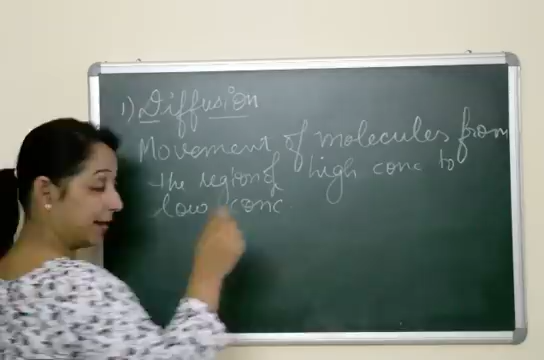 1) Diffusion
Movement of molecules from
the region of high conc to
low conc